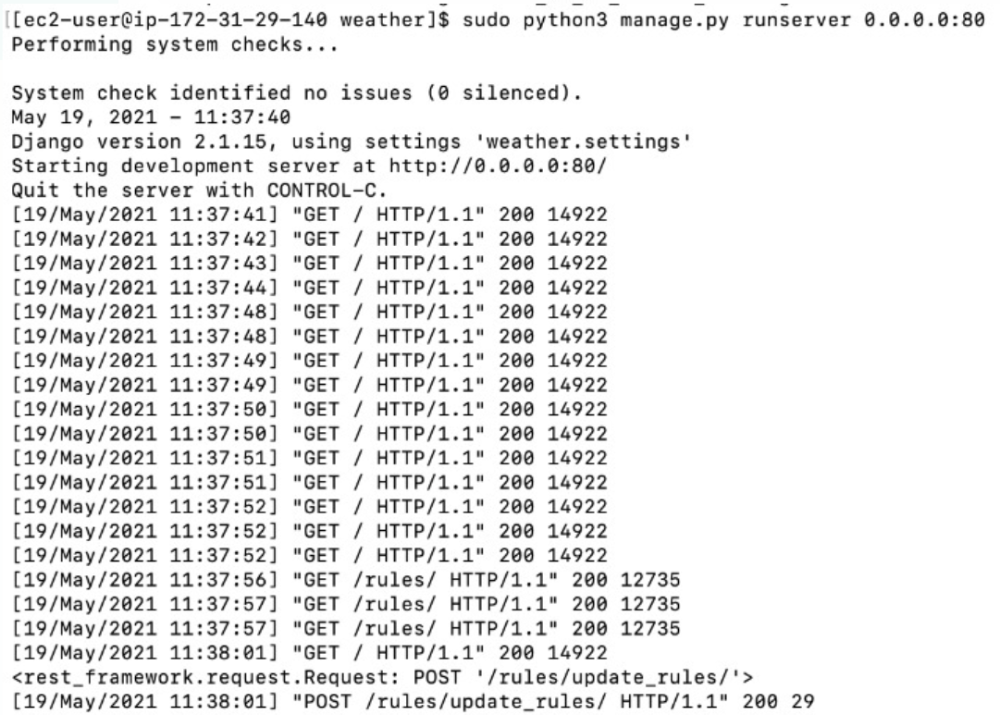 [[ec2-user@ip-172-31-29-140 weather]$ sudo python3 manage.py runserver 0.0.0.0:80
Performing system checks...
System check identified no issues (0 silenced).
May 19, 2021 - 11:37:40
Django version 2.1.15, using settings 'weather.settings'
Starting development server at http://0.0.0.0:80/
Quit the server with CONTROL-C.
[19/May/2021 11:37:41] "GET / HTTP/1.1" 200 14922
[19/May/2021 11:37:42] "GET / HTTP/1.1" 200 14922
[19/May/2021 11:37:43] "GET / HTTP/1.1" 200 14922
[19/May/2021 11:37:44] "GET / HTTP/1.1" 200 14922
[19/May/2021 11:37:48] "GET / HTTP/1.1" 200 14922
[19/May/2021 11:37:48] "GET / HTTP/1.1" 200 14922
[19/May/2021 11:37:49] "GET / HTTP/1.1" 200 14922
[19/May/2021 11:37:49] "GET / HTTP/1.1" 200 14922
[19/May/2021 11:37:50] "GET / HTTP/1.1" 200 14922
[19/May/2021 11:37:50] "GET / HTTP/1.1" 200 14922
[19/May/2021 11:37:51] "GET / HTTP/1.1" 200 14922
[19/May/2021 11:37:51] "GET / HTTP/1.1" 200 14922
[19/May/2021 11:37:52] "GET / HTTP/1.1" 200 14922
[19/May/2021 11:37:52] "GET / HTTP/1.1" 200 14922
[19/May/2021 11:37:52] "GET / HTTP/1.1" 200 14922
[19/May/2021 11:37:56] "GET /rules/ HTTP/1.1" 200 12735
[19/May/2021 11:37:57] "GET /rules/ HTTP/1.1" 200 12735
[19/May/2021 11:37:57] "GET /rules/ HTTP/1.1" 200 12735
[19/May/2021 11:38:01] "GET / HTTP/1.1" 200 14922
<rest_framework.request.Request: POST '/rules/update_rules/'>
[19/May/2021 11:38:01] "POST /rules/update_rules/ HTTP/1.1" 200 29